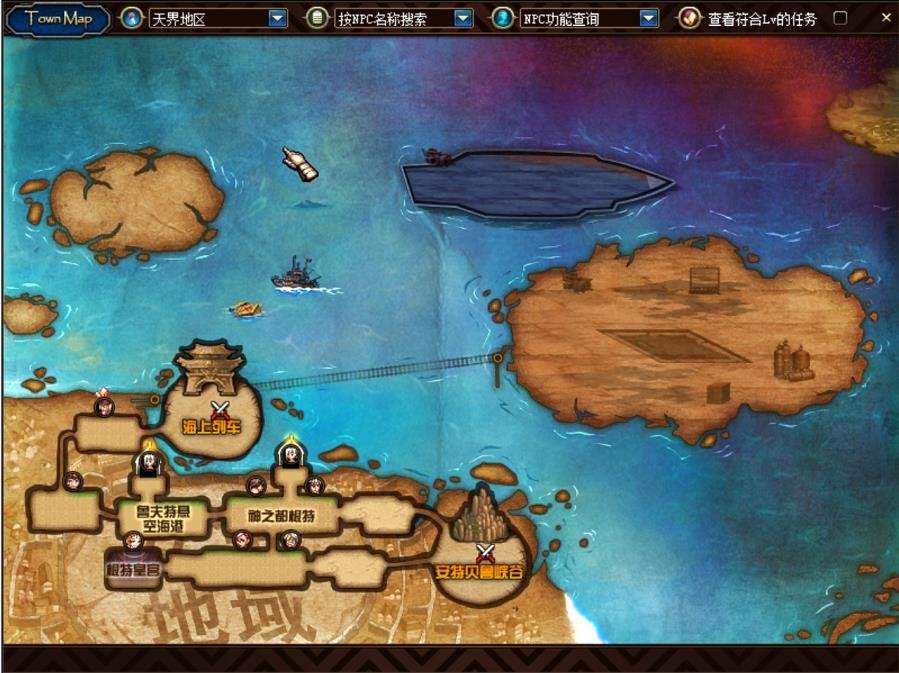 Town Map
天界地区
按NPC名称搜索
NPC功能查询
查看符合Lv的任务
海上列车
鲁夫特悬
空海港
神之都根特
根特皇宫
安特贝鲁峡谷
地域